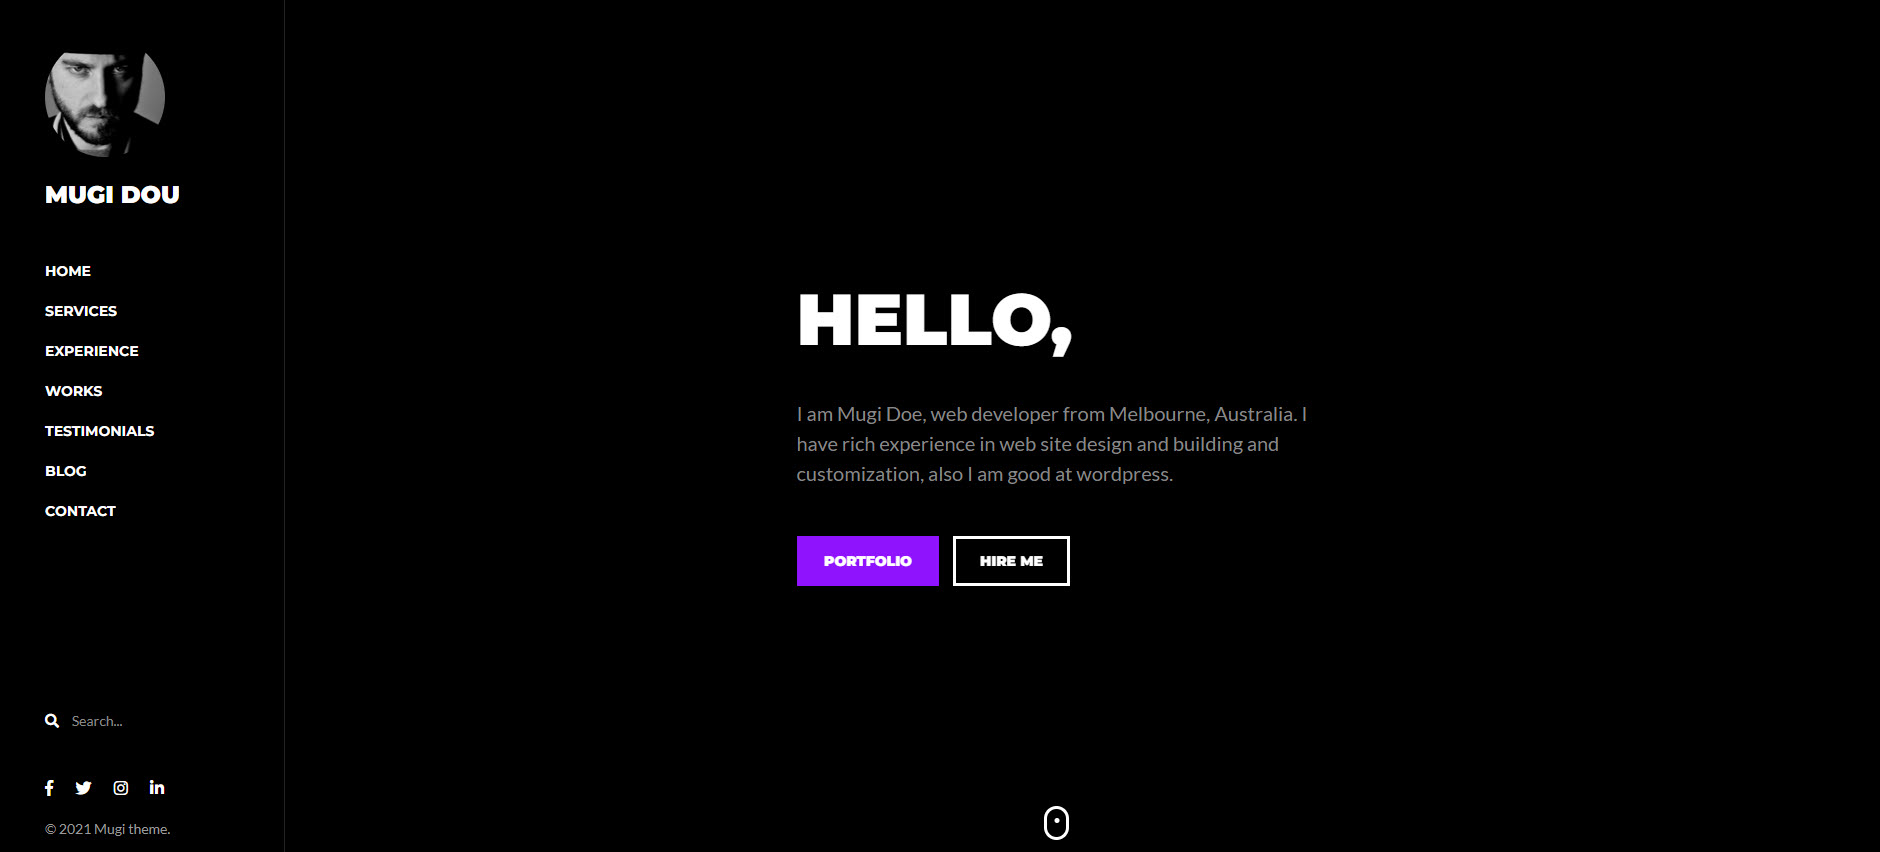 MUGI DOU
HOME
SERVICES
EXPERIENCE
WORKS
TESTIMONIALS
BLOG
CONTACT
Search...
© 2021 Mugi theme.
HELLO,
I am Mugi Doe, web developer from Melbourne, Australia. I
have rich experience in web site design and building and
customization, also I am good at wordpress.
PORTFOLIO
HIRE ME